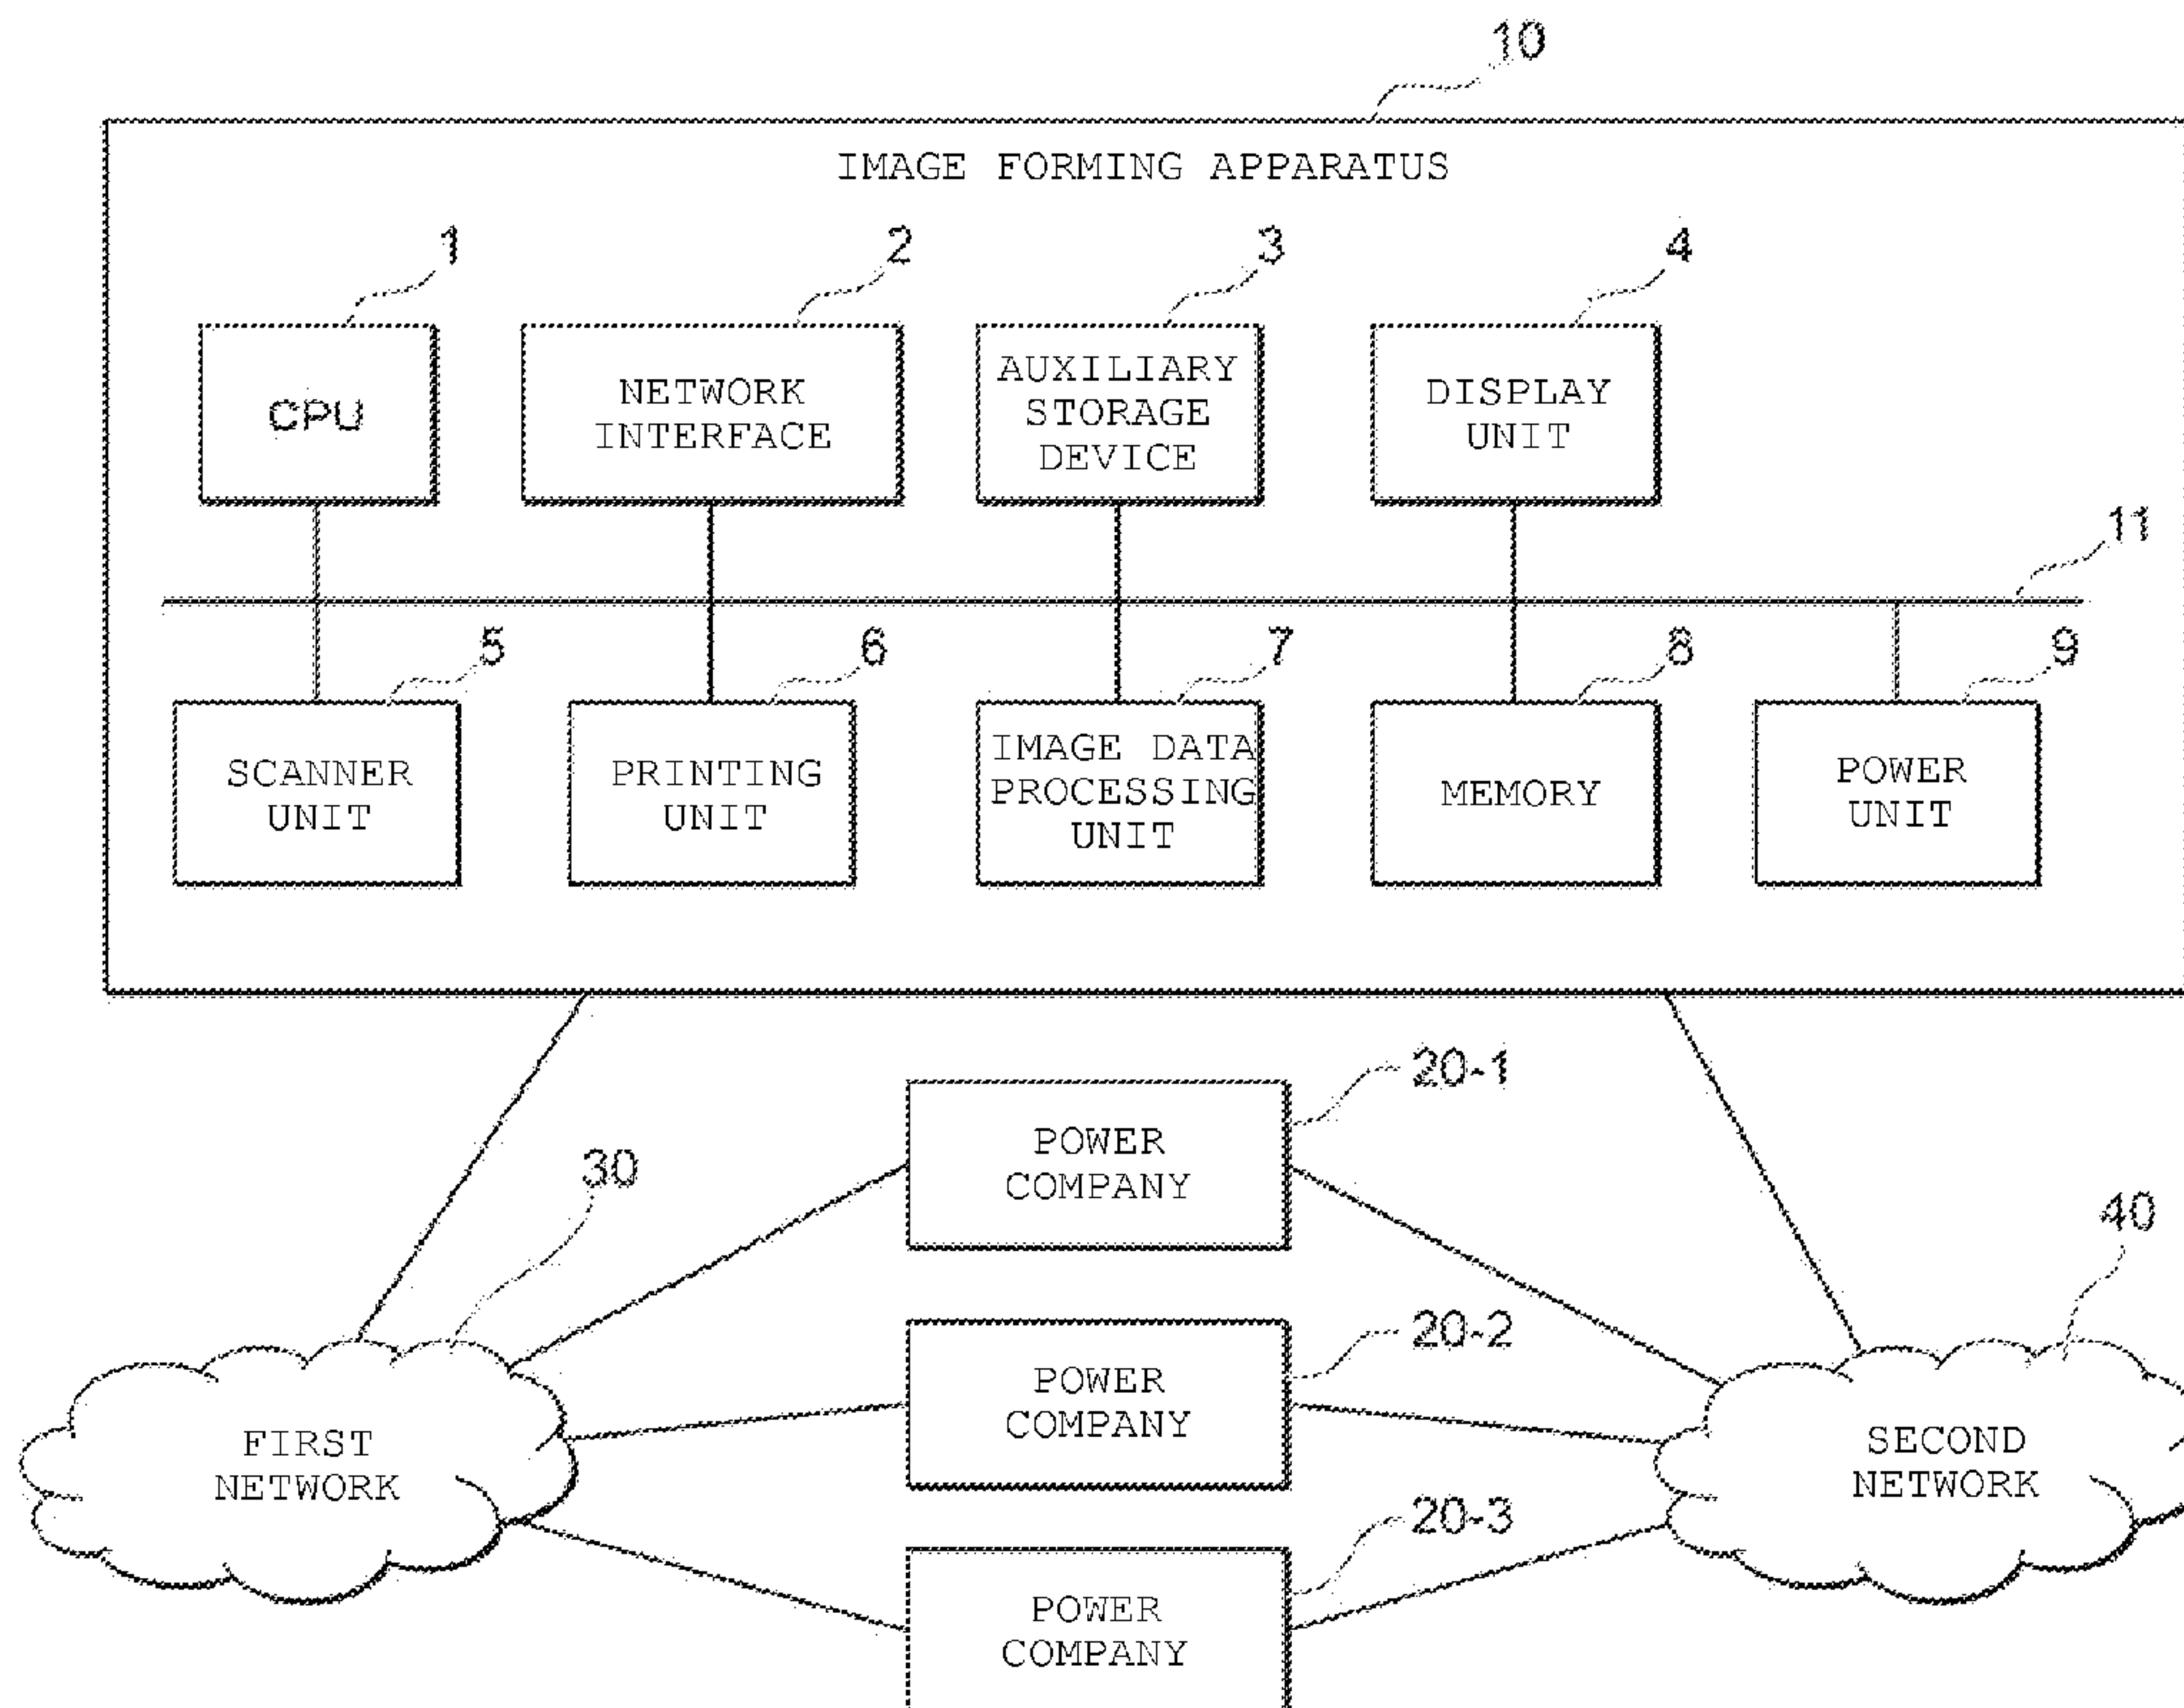 10
IMAGE FORMING APPARATUS
1
2
3
4
CPU
NETWORK
INTERFACE
AUXILIARY
STORAGE
DEVICE
DISPLAY
UNIT
11
5
6
7
8
9
SCANNER
UNIT
PRINTING
UNIT
IMAGE DATA
PROCESSING
UNIT
MEMORY
POWER
UNIT
20-1
POWER
COMPANY
30
40
20-2
POWER
COMPANY
FIRST
NETWORK
SECOND
NETWORK
20-3
POWER
COMPANY